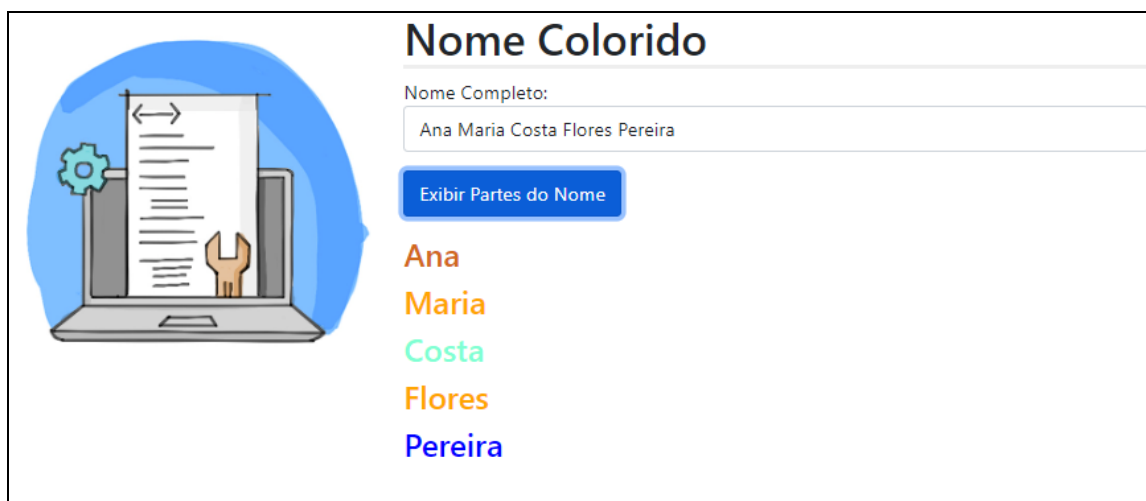 Nome Colorido
Nome Completo:
Ana Maria Costa Flores Pereira
Exibir Partes do Nome
Ana
Maria
Costa
Flores
Pereira